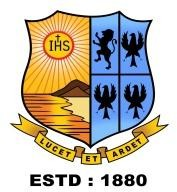 IHS
LUCET ET ARDET
ESTD : 1880